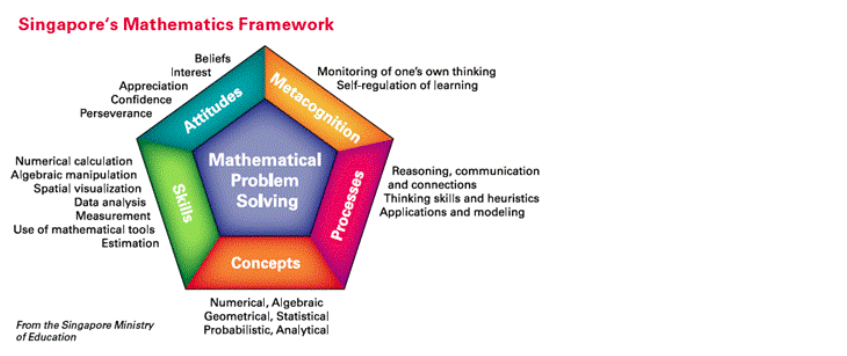 Singapore's Mathematics Framework
Beliefs
Interest
Appreciation
Confidence
Perseverance
Attitudes
Metacognition
Monitoring of one's own thinking
Self-regulation of learning
Mathematical
Problem
Solving
Numerical calculation
Algebraic manipulation
Spatial visualization
Data analysis
Measurement
Use of mathematical tools
Estimation
Skills
Processes
Reasoning, communication
and connections
Thinking skills and heuristics
Applications and modeling
Concepts
Numerical, Algebraic
Geometrical, Statistical
Probabilistic, Analytical
From the Singapore Ministry
of Education